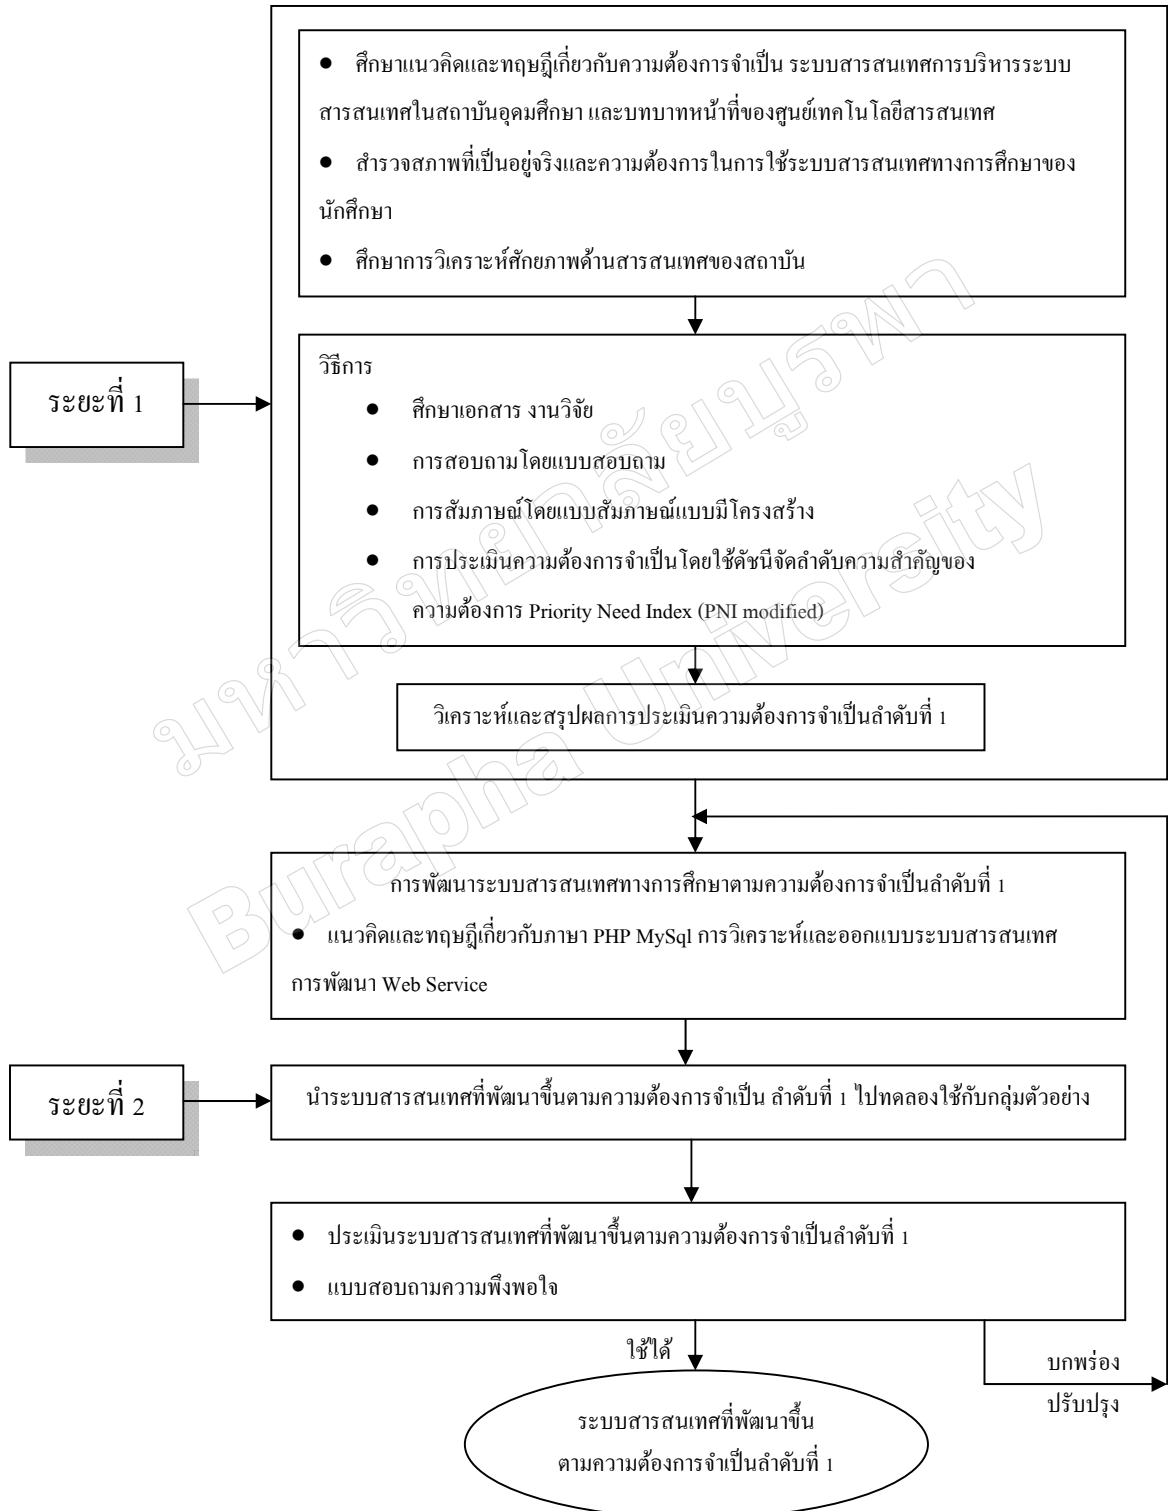 ● ศึกษาแนวคิดและทฤษฎีเกี่ยวกับความต้องการจำเป็น ระบบสารสนเทศการบริหารระบบ
สารสนเทศในสถาบันอุดมศึกษา และบทบาทหน้าที่ของศูนย์เทคโนโลยีสารสนเทศ
● สำรวจสภาพที่เป็นอยู่จริงและความต้องการในการใช้ระบบสารสนเทศทางการศึกษาของ
นักศึกษา
● ศึกษาการวิเคราะห์ศักยภาพด้านสารสนเทศของสถาบัน
ระยะที่ 1
วิธีการ
● ศึกษาเอกสาร งานวิจัย
● การสอบถามโดยแบบสอบถาม
● การสัมภาษณ์โดยแบบสัมภาษณ์แบบมีโครงสร้าง
● การประเมินความต้องการจำเป็นโดยใช้ดัชนีจัดลำดับความสำคัญของ
ความต้องการ Priority Need Index (PNI modified)
วิเคราะห์และสรุปผลการประเมินความต้องการจำเป็นลำดับที่ 1
การพัฒนาระบบสารสนเทศทางการศึกษาตามความต้องการจำเป็นลำดับที่ 1
● แนวคิดและทฤษฎีเกี่ยวกับภาษา PHP MySql การวิเคราะห์และออกแบบระบบสารสนเทศ
การพัฒนา Web Service
ระยะที่ 2
นำระบบสารสนเทศที่พัฒนาขึ้นตามความต้องการจำเป็น ลำดับที่ 1 ไปทดลองใช้กับกลุ่มตัวอย่าง
● ประเมินระบบสารสนเทศที่พัฒนาขึ้นตามความต้องการจำเป็นลำดับที่ 1
● แบบสอบถามความพึงพอใจ
ใช้ได้
บกพร่อง
ปรับปรุง
ระบบสารสนเทศที่พัฒนาขึ้น
ตามความต้องการจำเป็นลำดับที่ 1
มหาวิทยาลัยบูรพา
Burapha University